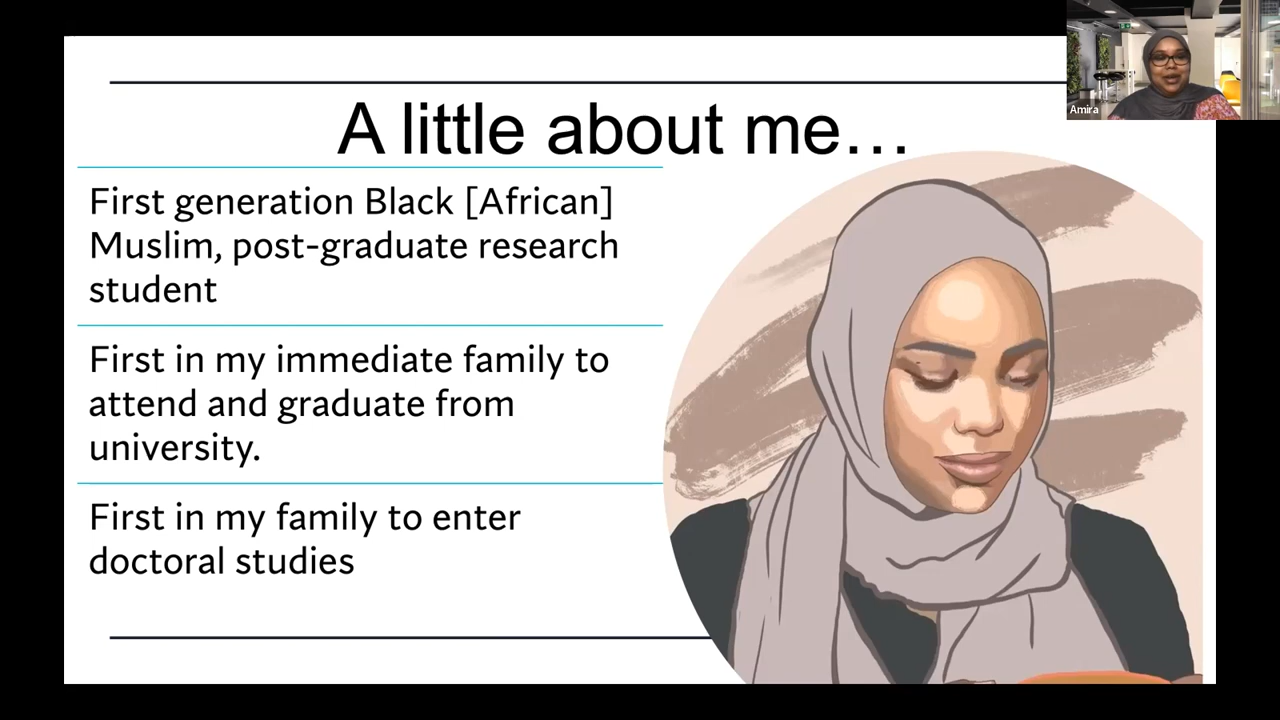 A little about me…
First generation Black [African]
Muslim, post-graduate research
student
First in my immediate family to
attend and graduate from
university.
First in my family to enter
doctoral studies
Amira